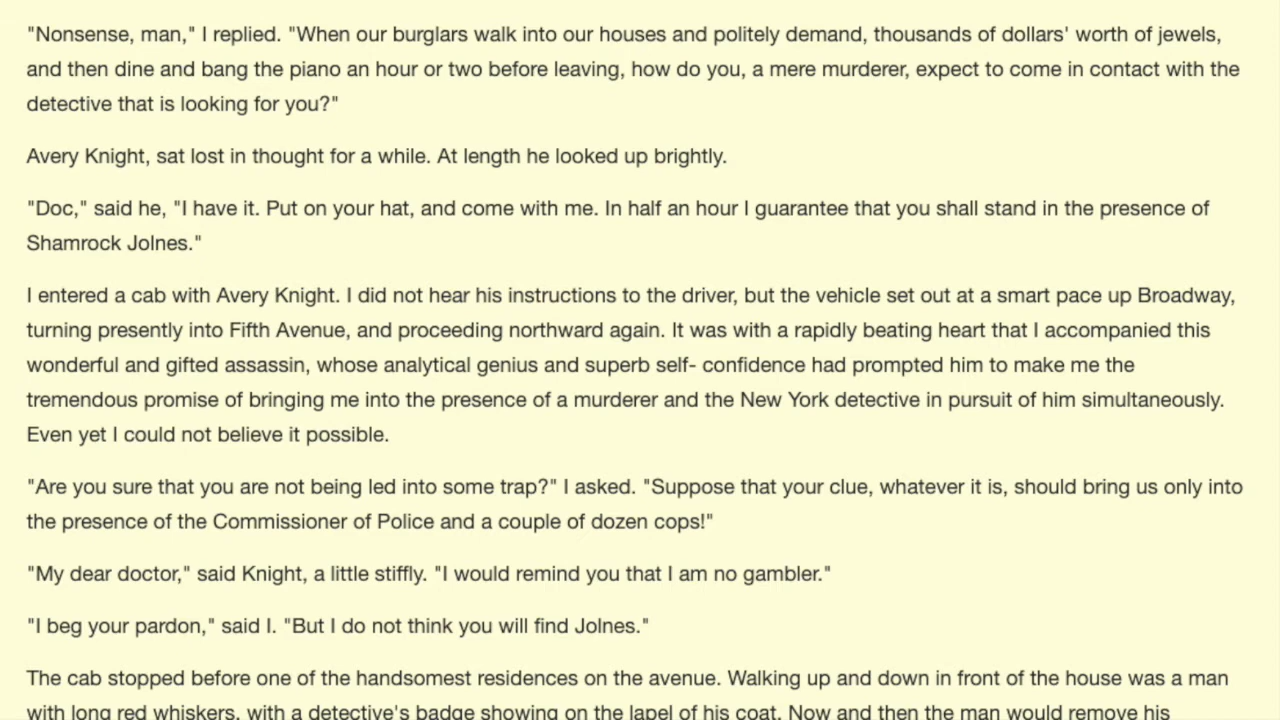 "Nonsense, man," I replied. "When our burglars walk into our houses and politely demand, thousands of dollars' worth of jewels,
and then dine and bang the piano an hour or two before leaving, how do you, a mere murderer, expect to come in contact with the
detective that is looking for you?"
Avery Knight, sat lost in thought for a while. At length he looked up brightly.
"Doc," said he, "I have it. Put on your hat, and come with me. In half an hour I guarantee that you shall stand in the presence of
Shamrock Jolnes."
I entered a cab with Avery Knight. I did not hear his instructions to the driver, but the vehicle set out at a smart pace up Broadway,
turning presently into Fifth Avenue, and proceeding northward again. It was with a rapidly beating heart that I accompanied this
wonderful and gifted assassin, whose analytical genius and superb self- confidence had prompted him to make me the
tremendous promise of bringing me into the presence of a murderer and the New York detective in pursuit of him simultaneously.
Even yet I could not believe it possible.
"Are you sure that you are not being led into some trap?" I asked. "Suppose that your clue, whatever it is, should bring us only into
the presence of the Commissioner of Police and a couple of dozen cops!"
"My dear doctor," said Knight, a little stiffly. "I would remind you that I am no gambler."
"I beg your pardon," said I. "But I do not think you will find Jolnes."
The cab stopped before one of the handsomest residences on the avenue. Walking up and down in front of the house was a man
with long red whiskers, with a detective's badge showing on the lapel of his coat. Now and then the man would remove his